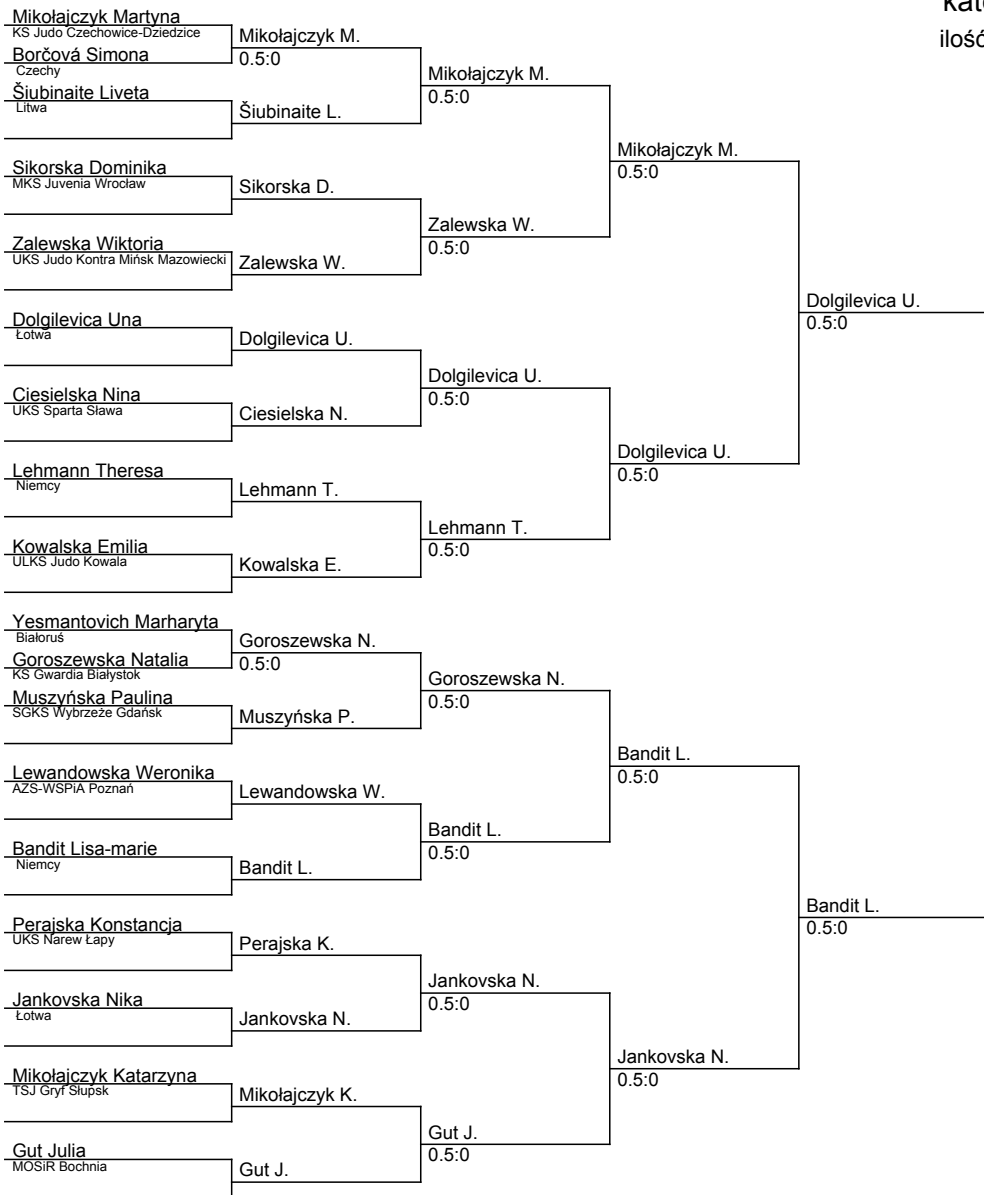 kate
ilość
Mikołajczyk Martyna
KS Judo Czechowice-Dziedzice
Borčová Simona
Czechy
Šiubinaite Liveta
Litwa
Sikorska Dominika
MKS Juvenia Wrocław
Zalewska Wiktoria
UKS Judo Kontra Mińsk Mazowiecki
Dolgilevica Una
Łotwa
Ciesielska Nina
UKS Sparta Sława
Lehmann Theresa
Niemcy
Kowalska Emilia
ULKS Judo Kowala
Yesmantovich Marharyta
Białoruś
Goroszewska Natalia
KS Gwardia Białystok
Muszyńska Paulina
SGKS Wybrzeże Gdańsk
Lewandowska Weronika
AZS-WSPiA Poznań
Bandit Lisa-marie
Niemcy
Perajska Konstancja
UKS Narew Łapy
Jankovska Nika
Łotwa
Mikołajczyk Katarzyna
TSJ Gryf Słupsk
Gut Julia
MOSiR Bochnia
Mikołajczyk M.
0.5:0
Šiubinaite L.
Sikorska D.
Zalewska W.
Dolgilevica U.
Ciesielska N.
Lehmann T.
Kowalska E.
Goroszewska N.
0.5:0
Muszyńska P.
Lewandowska W.
Bandit L.
Perajska K.
Jankovska N.
Mikołajczyk K.
Gut J.
Mikołajczyk M.
0.5:0
Zalewska W.
0.5:0
Dolgilevica U.
0.5:0
Lehmann T.
0.5:0
Goroszewska N.
0.5:0
Bandit L.
0.5:0
Jankovska N.
0.5:0
Gut J.
0.5:0
Mikołajczyk M.
0.5:0
Dolgilevica U.
0.5:0
Bandit L.
0.5:0
Jankovska N.
0.5:0
Dolgilevica U.
0.5:0
Bandit L.
0.5:0